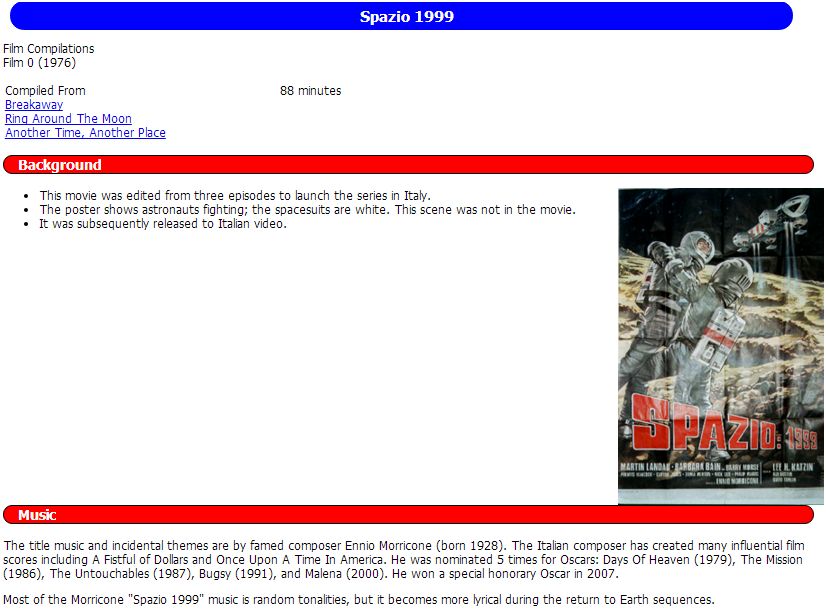 Spazio 1999
Film Compilations
Film 0 (1976)
Compiled From 88 minutes
Breakaway
Ring Around The Moon
Another Time, Another Place
Background
This movie was edited from three episodes to launch the series in Italy.
The poster shows astronauts fighting; the spacesuits are white. This scene was not in the movie.
It was subsequently released to Italian video.
SPAZIO: 1999
MARTIN LANDAU - BARBARA BAIN BARRY MORSE LEE H. KATZIN
ENNIO MORRICONE
Music
The title music and incidental themes are by famed composer Ennio Morricone (born 1928). The Italian composer has created many influential film
scores including A Fistful of Dollars and Once Upon A Time In America. He was nominated 5 times for Oscars: Days Of Heaven (1979), The Mission
(1986), The Untouchables (1987), Bugsy (1991), and Malena (2000). He won a special honorary Oscar in 2007.
Most of the Morricone "Spazio 1999" music is random tonalities, but it becomes more lyrical during the return to Earth sequences.